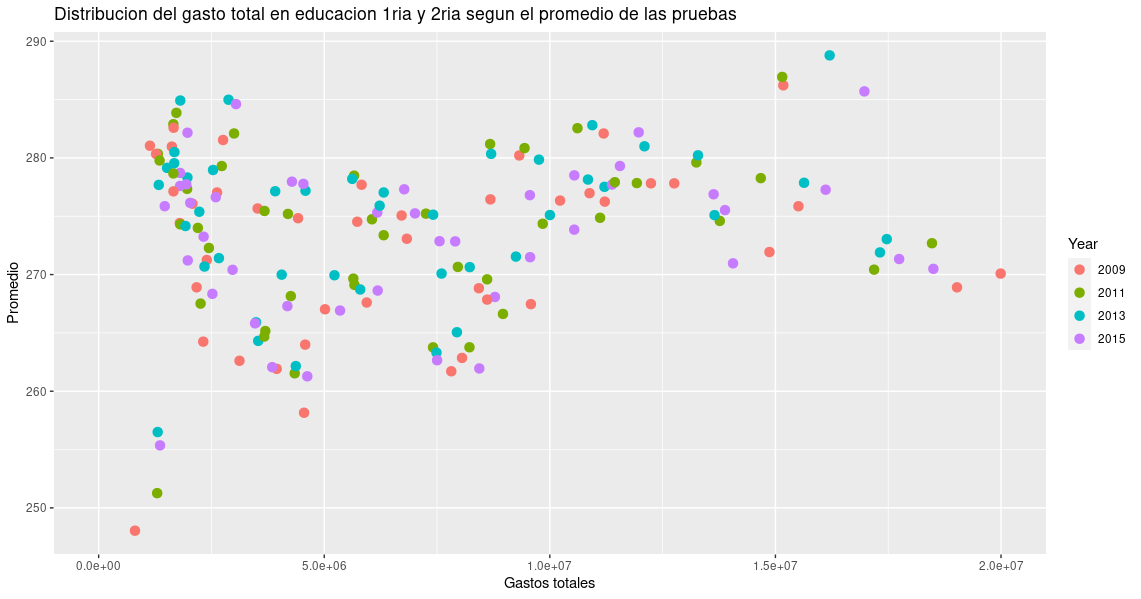 Distribucion del gasto total en educacion 1ria y 2ria segun el promedio de las pruebas
290
280
270
260
250
Promedio
0.0e+00
5.0e+06
1.0e+07
1.5e+07
2.0e+07
Gastos totales
Year
2009
2011
2013
2015